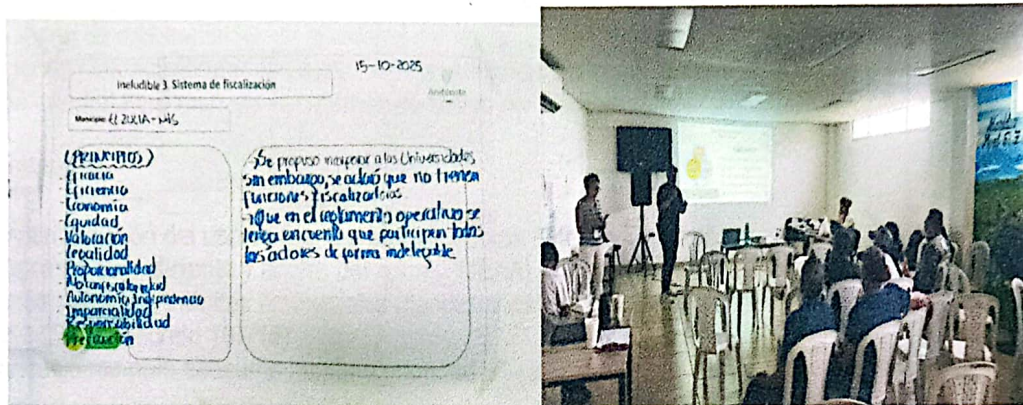 15-10-2025
Ineludible 3. Sistema de fiscalización
Municipio: El ZULIA - N/S
(PRINCIPIOS)
- Eficacia
- Eficiencia
- Economía
- Equidad
- Valoración
- Legalidad
- Proporcionalidad
- Autonomía Independencia
- Imparcialidad
- Responsabilidad
- Precaución
- Se propuso incorporar a las Universidades
sin embargo, se aclaró que no tienen
funciones fiscalizadoras
- Que en el reglamento operativo se
tenga en cuenta que participen todos
los actores de forma indelegable